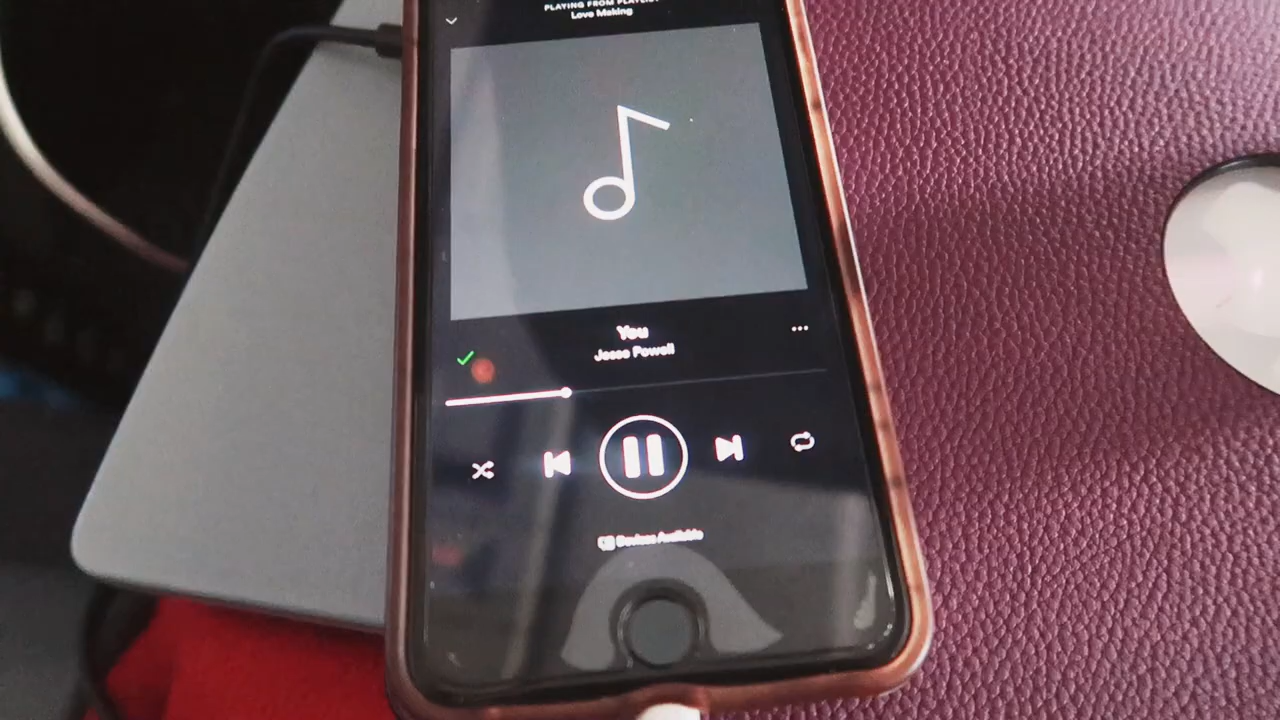 PLAYING FROM PLAYLIST
Love Making
You
Jesse Powell
Devices Available